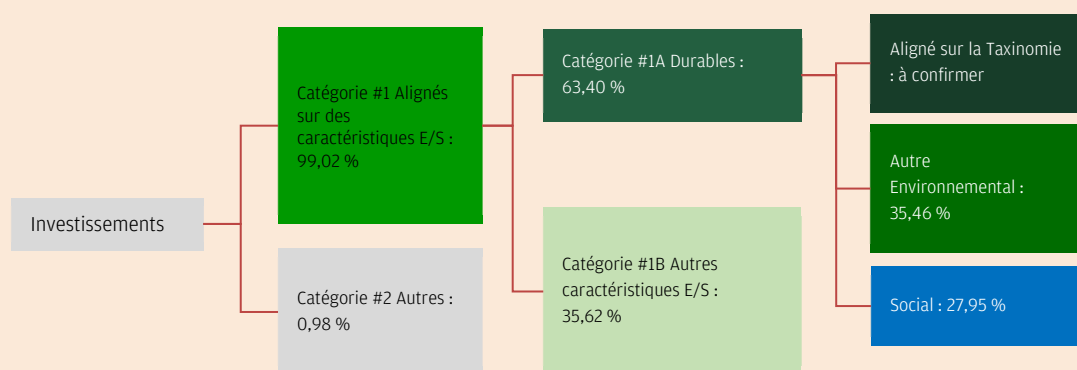 Investissements
Catégorie #1 Alignés
sur des
caractéristiques E/S :
99,02 %
Catégorie #2 Autres :
0,98 %
Catégorie #1A Durables :
63,40 %
Catégorie #1B Autres
caractéristiques E/S :
35,62 %
Aligné sur la Taxinomie
: à confirmer
Autre
Environnemental :
35,46 %
Social : 27,95 %